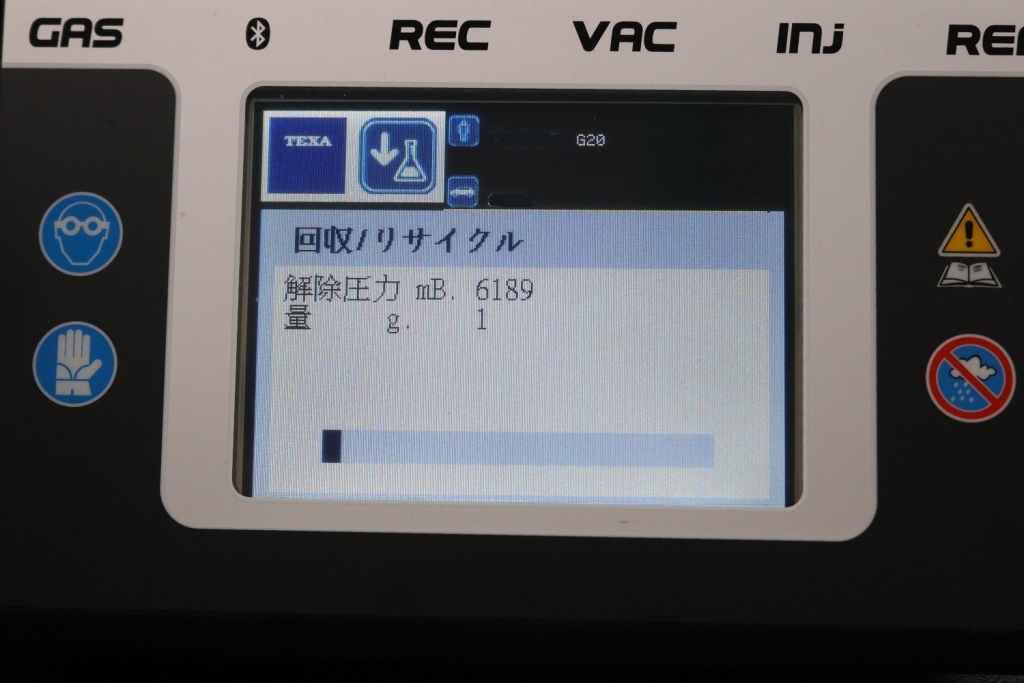 GAS REC VAC INj
TEXA
G20
回収/リサイクル
解除圧力 mB. 6189
量 g. 1